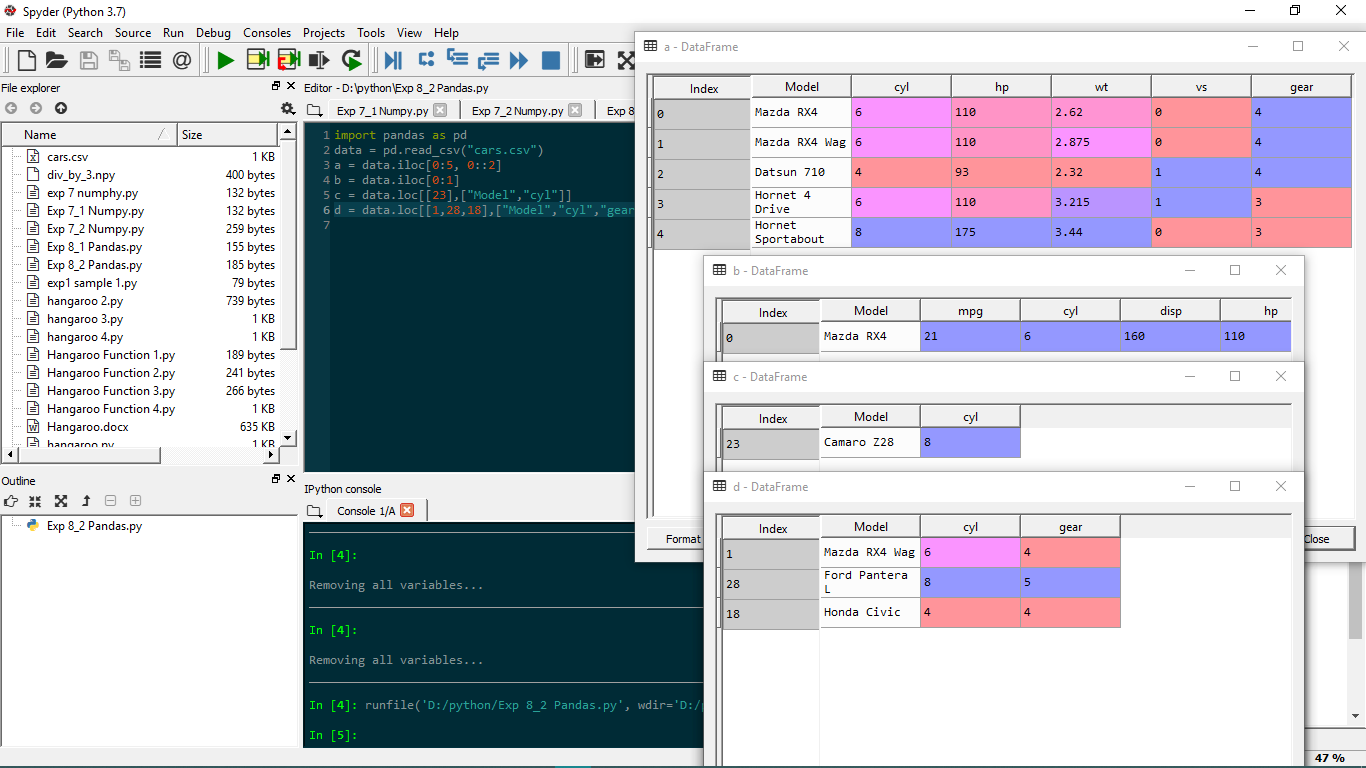 Spyder (Python 3.7)
File Edit Search Source Run Debug Consoles Projects Tools View Help
File explorer
Name Size
cars.csv 1 KB
div_by_3.npy 400 bytes
exp 7 numphy.py 132 bytes
Exp 7_1 Numpy.py 132 bytes
Exp 7_2 Numpy.py 259 bytes
Exp 8_1 Pandas.py 155 bytes
Exp 8_2 Pandas.py 185 bytes
exp1 sample 1.py 79 bytes
hangaroo 2.py 739 bytes
hangaroo 3.py 1 KB
hangaroo 4.py 1 KB
Hangaroo Function 1.py 189 bytes
Hangaroo Function 2.py 241 bytes
Hangaroo Function 3.py 266 bytes
Hangaroo Function 4.py 1 KB
Hangaroo.docx 635 KB
hangaroo.py 1 KB
Outline
Exp 8_2 Pandas.py
Editor - D:\python\Exp 8_2 Pandas.py
Exp 7_1 Numpy.py Exp 7_2 Numpy.py Exp 8
1 import pandas as pd
2 data = pd.read_csv("cars.csv")
3 a = data.iloc[0:5, 0::2]
4 b = data.iloc[0:1]
5 c = data.loc[[23],["Model","cyl"]]
6 d = data.loc[[1,28,18],["Model","cyl","gear
7
IPython console
Console 1/A
In [4]:
Removing all variables...
In [4]:
Removing all variables...
In [4]: runfile('D:/python/Exp 8_2 Pandas.py', wdir='D:/
In [5]:
a - DataFrame
Index Model cyl hp wt vs gear
0 Mazda RX4 6 110 2.62 0 4
1 Mazda RX4 Wag 6 110 2.875 0 4
2 Datsun 710 4 93 2.32 1 4
3 Hornet 4 Drive 6 110 3.215 1 3
4 Hornet Sportabout 8 175 3.44 0 3
Format
Close
b - DataFrame
Index Model mpg cyl disp hp
0 Mazda RX4 21 6 160 110
c - DataFrame
Index Model cyl
23 Camaro Z28 8
d - DataFrame
Index Model cyl gear
1 Mazda RX4 Wag 6 4
28 Ford Pantera L 8 5
18 Honda Civic 4 4
47 %